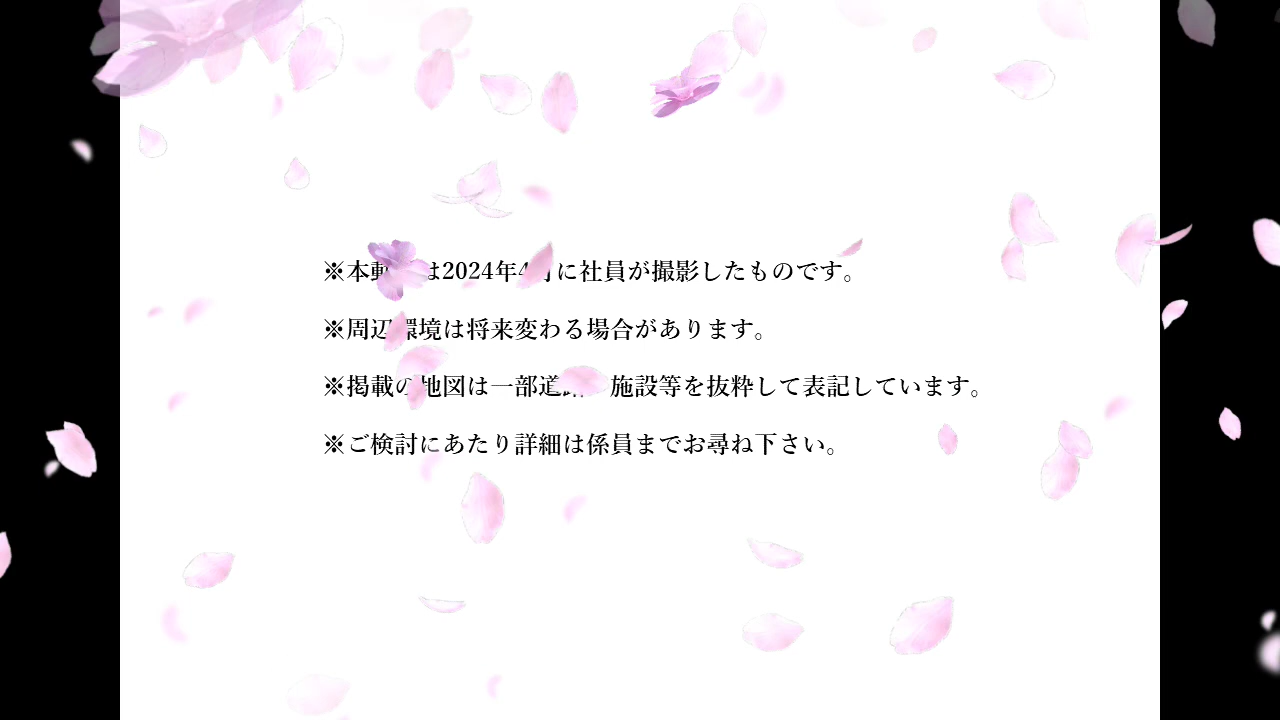 ※本動画は2024年4月に社員が撮影したものです。
※周辺環境は将来変わる場合があります。
※掲載の地図は一部道路・施設等を抜粋して表記しています。
※ご検討にあたり詳細は係員までお尋ね下さい。